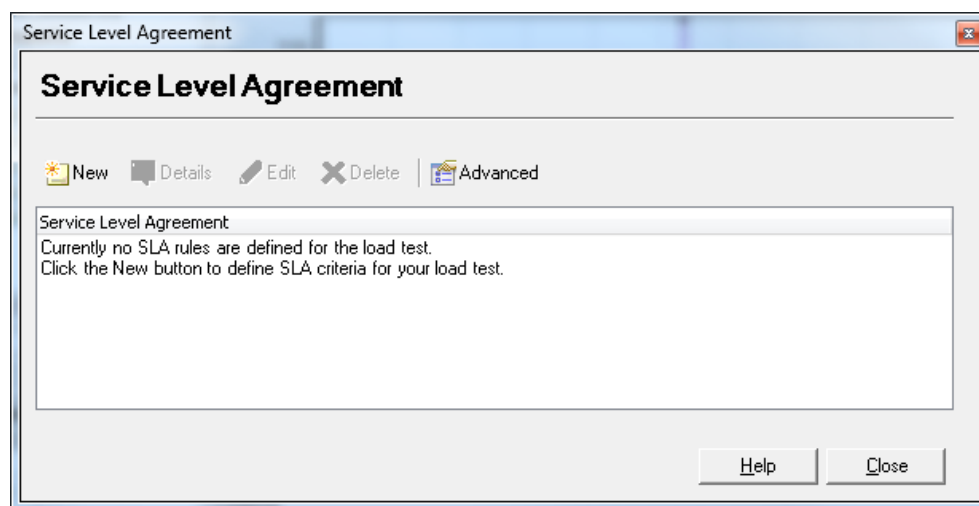 Service Level Agreement
Service Level Agreement
New Details Edit Delete Advanced
Service Level Agreement
Currently no SLA rules are defined for the load test.
Click the New button to define SLA criteria for your load test.
Help Close